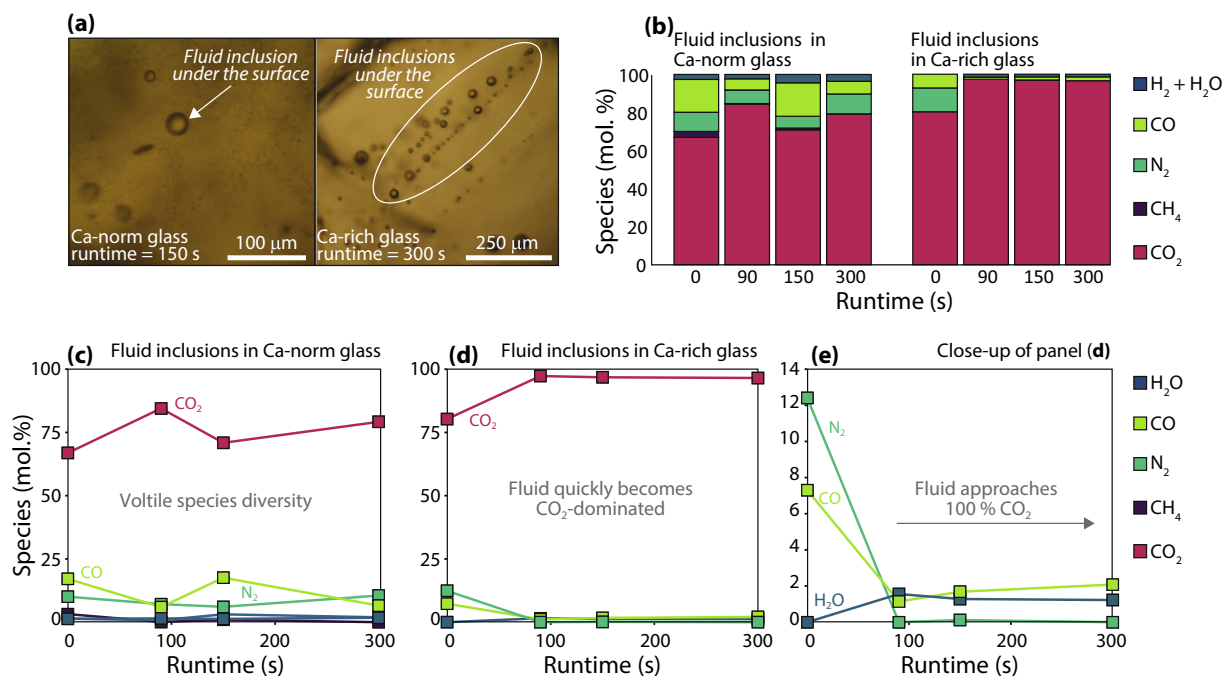 (a)
Fluid inclusion
under the surface
Ca-norm glass
runtime = 150 s
100 μm
Fluid inclusions
under the
surface
Ca-rich glass
runtime = 300 s
250 μm
(b)
Fluid inclusions in
Ca-norm glass
Fluid inclusions
in Ca-rich glass
Species (mol. %)
100
80
60
40
20
0
0 90 150 300
0 90 150 300
Runtime (s)
H₂ + H₂O
CO
N₂
CH₄
CO₂
(c) Fluid inclusions in Ca-norm glass
Species (mol.%)
100
75
50
25
0
CO₂
Voltile species diversity
CO
N₂
0 100 200 300
Runtime (s)
(d) Fluid inclusions in Ca-rich glass
100
75
50
25
0
CO₂
Fluid quickly becomes
CO₂-dominated
0 100 200 300
Runtime (s)
(e) Close-up of panel (d)
14
12
10
8
6
4
2
0
N₂
CO
Fluid approaches
100 % CO₂
H₂O
0 100 200 300
Runtime (s)
H₂O
CO
N₂
CH₄
CO₂